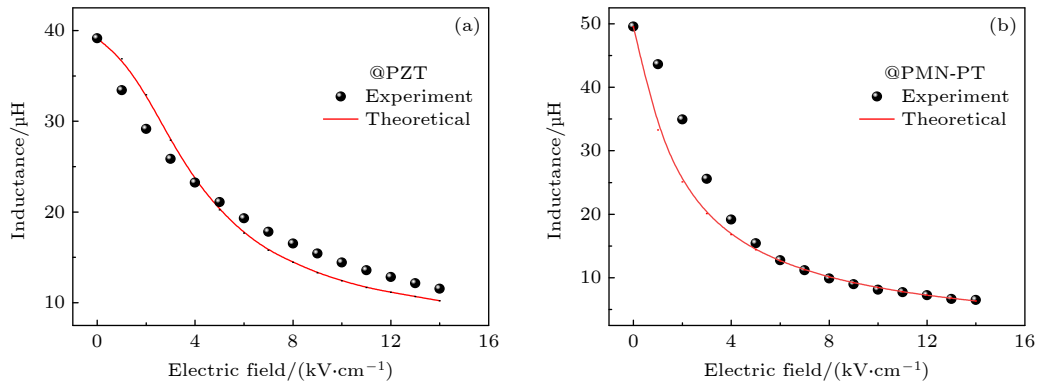 (a)
@PZT
Experiment
Theoretical
Inductance/μH
40
30
20
10
0 4 8 12 16
Electric field/(kV·cm⁻¹)
(b)
@PMN-PT
Experiment
Theoretical
Inductance/μH
50
40
30
20
10
0 4 8 12 16
Electric field/(kV·cm⁻¹)